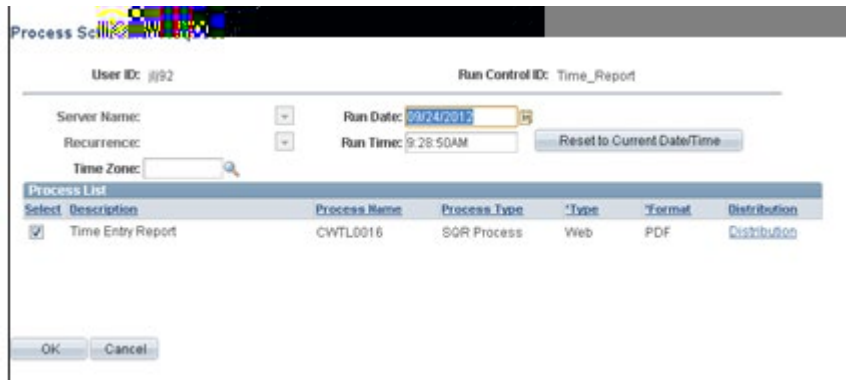 Process
User ID: jlj92 Run Control ID: Time_Report
Server Name: Run Date: 09/24/2012
Recurrence: Run Time: 9:28:50AM Reset to Current Date/Time
Time Zone:
Process List
Select Description Process Name Process Type *Type *Format Distribution
Time Entry Report CWTL0016 SQR Process Web PDF Distribution
OK Cancel